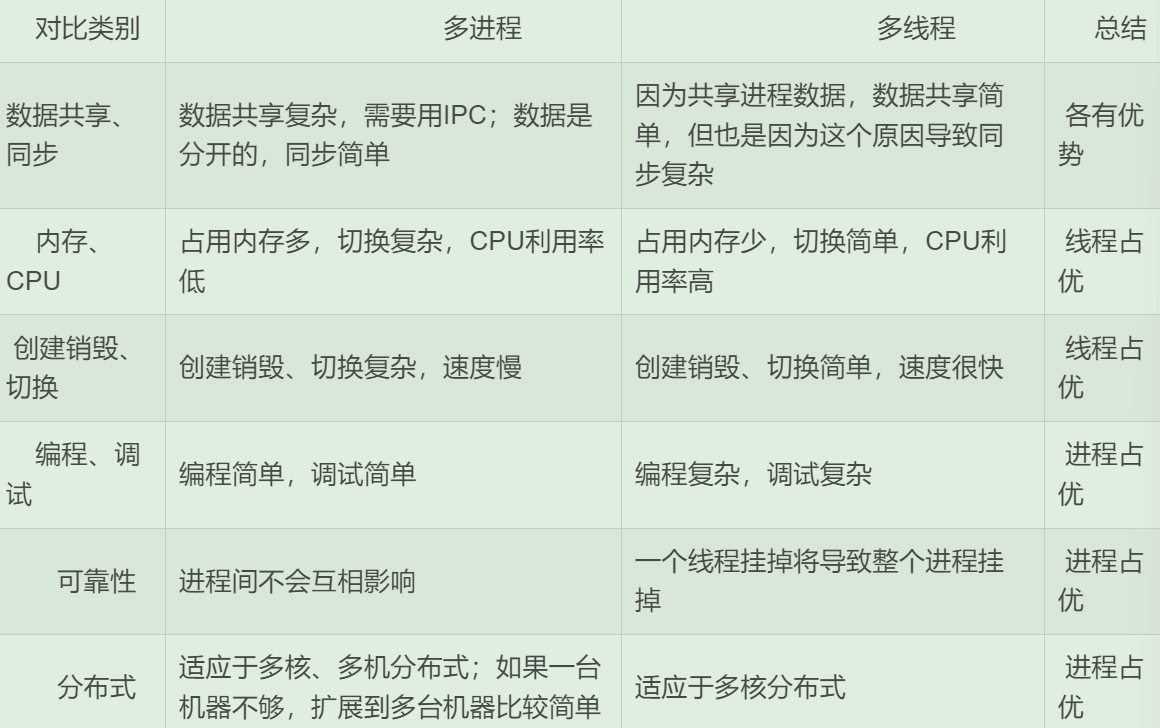 对比类别 多进程 多线程 总结
数据共享、
同步
数据共享复杂，需要用IPC；数据是
分开的，同步简单
因为共享进程数据，数据共享简
单，但也是因为这个原因导致同
步复杂
各有优
势
内存、
CPU
占用内存多，切换复杂，CPU利用率
低
占用内存少，切换简单，CPU利
用率高
线程占
优
创建销毁、
切换
创建销毁、切换复杂，速度慢
创建销毁、切换简单，速度很快
线程占
优
编程、调
试
编程简单，调试简单
编程复杂，调试复杂
进程占
优
可靠性
进程间不会互相影响
一个线程挂掉将导致整个进程挂
掉
进程占
优
分布式
适应于多核、多机分布式；如果一台
机器不够，扩展到多台机器比较简单
适应于多核分布式
进程占
优